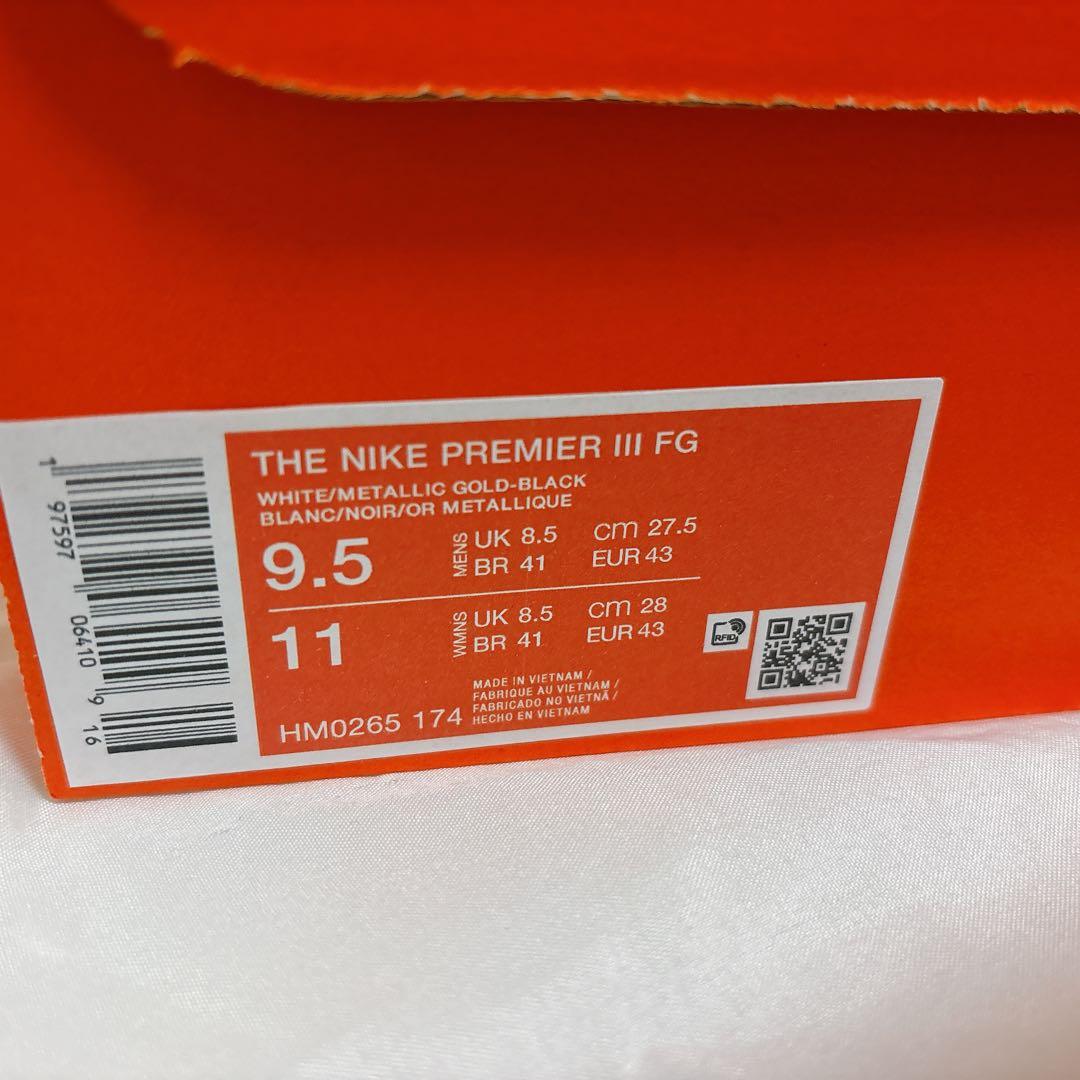 THE NIKE PREMIER III FG
WHITE/METALLIC GOLD-BLACK
BLANC/NOIR/OR METALLIQUE
9.5 MENS UK 8.5 cm 27.5
BR 41 EUR 43
11 WMNS UK 8.5 cm 28
BR 41 EUR 43
MADE IN VIETNAM /
FABRIQUE AU VIETNAM /
FABRICADO NO VIETNÃ /
HECHO EN VIETNAM
HM0265 174
RFID
1 97597 06410 9 16